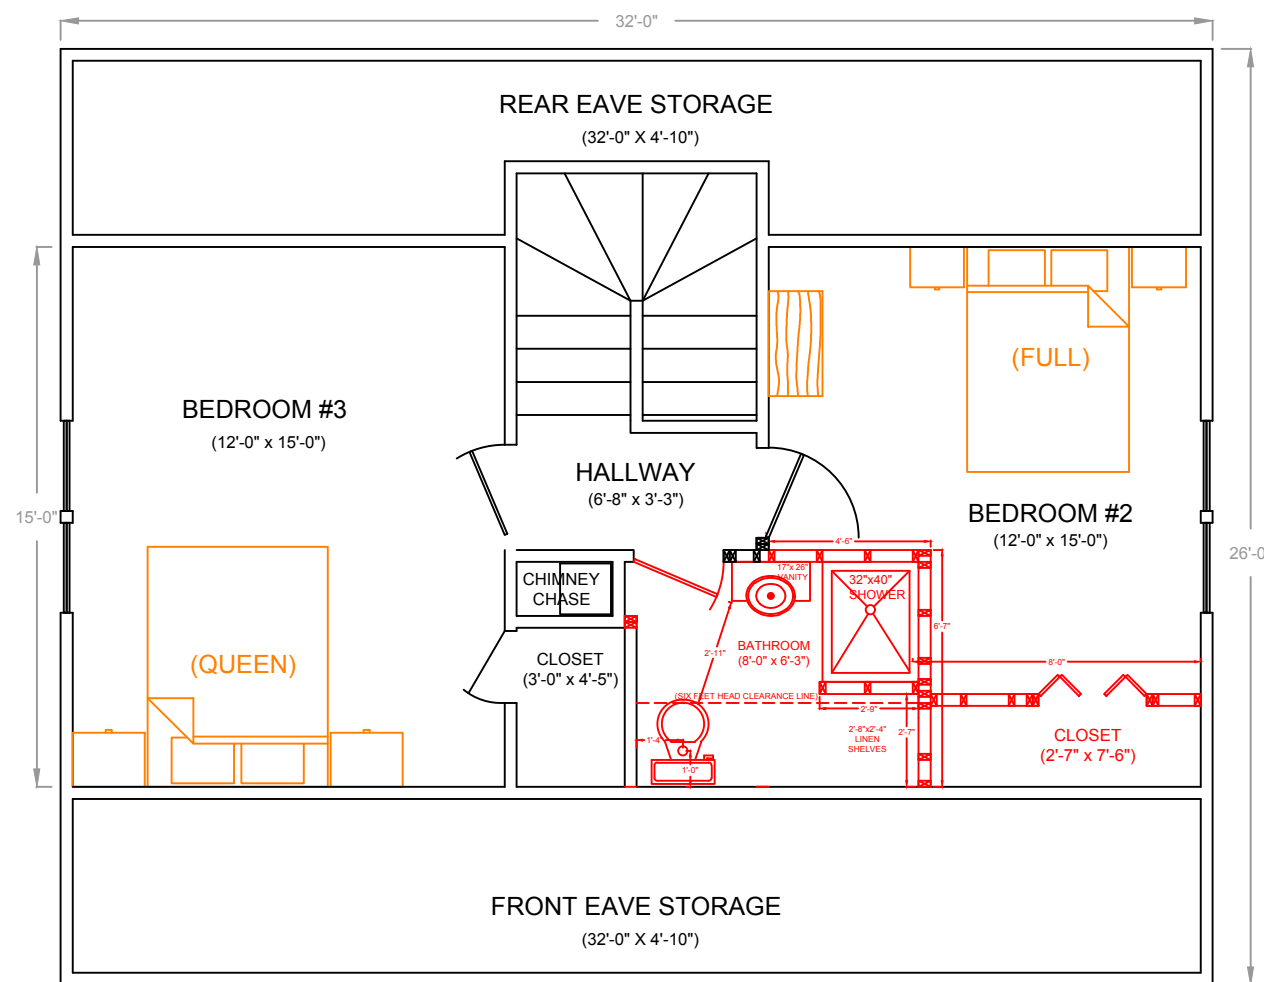 32'-0"
REAR EAVE STORAGE
(32'-0" X 4'-10")
(FULL)
BEDROOM #3
(12'-0" x 15'-0")
HALLWAY
(6'-8" x 3'-3")
15'-0"
BEDROOM #2
(12'-0" x 15'-0")
26'-0
4'-6"
CHIMNEY
CHASE
17"x 26"
VANITY
32"x40"
SHOWER
6'-7"
(QUEEN)
CLOSET
(3'-0" x 4'-5")
2'-11"
BATHROOM
(8'-0" x 6'-3")
8'-0"
(SIX FEET HEAD CLEARANCE LINE)
2'-9"
1'-4"
2'-8"x2'-4"
LINEN
SHELVES
2'-7"
CLOSET
(2'-7" x 7'-6")
1'-0"
FRONT EAVE STORAGE
(32'-0" X 4'-10")